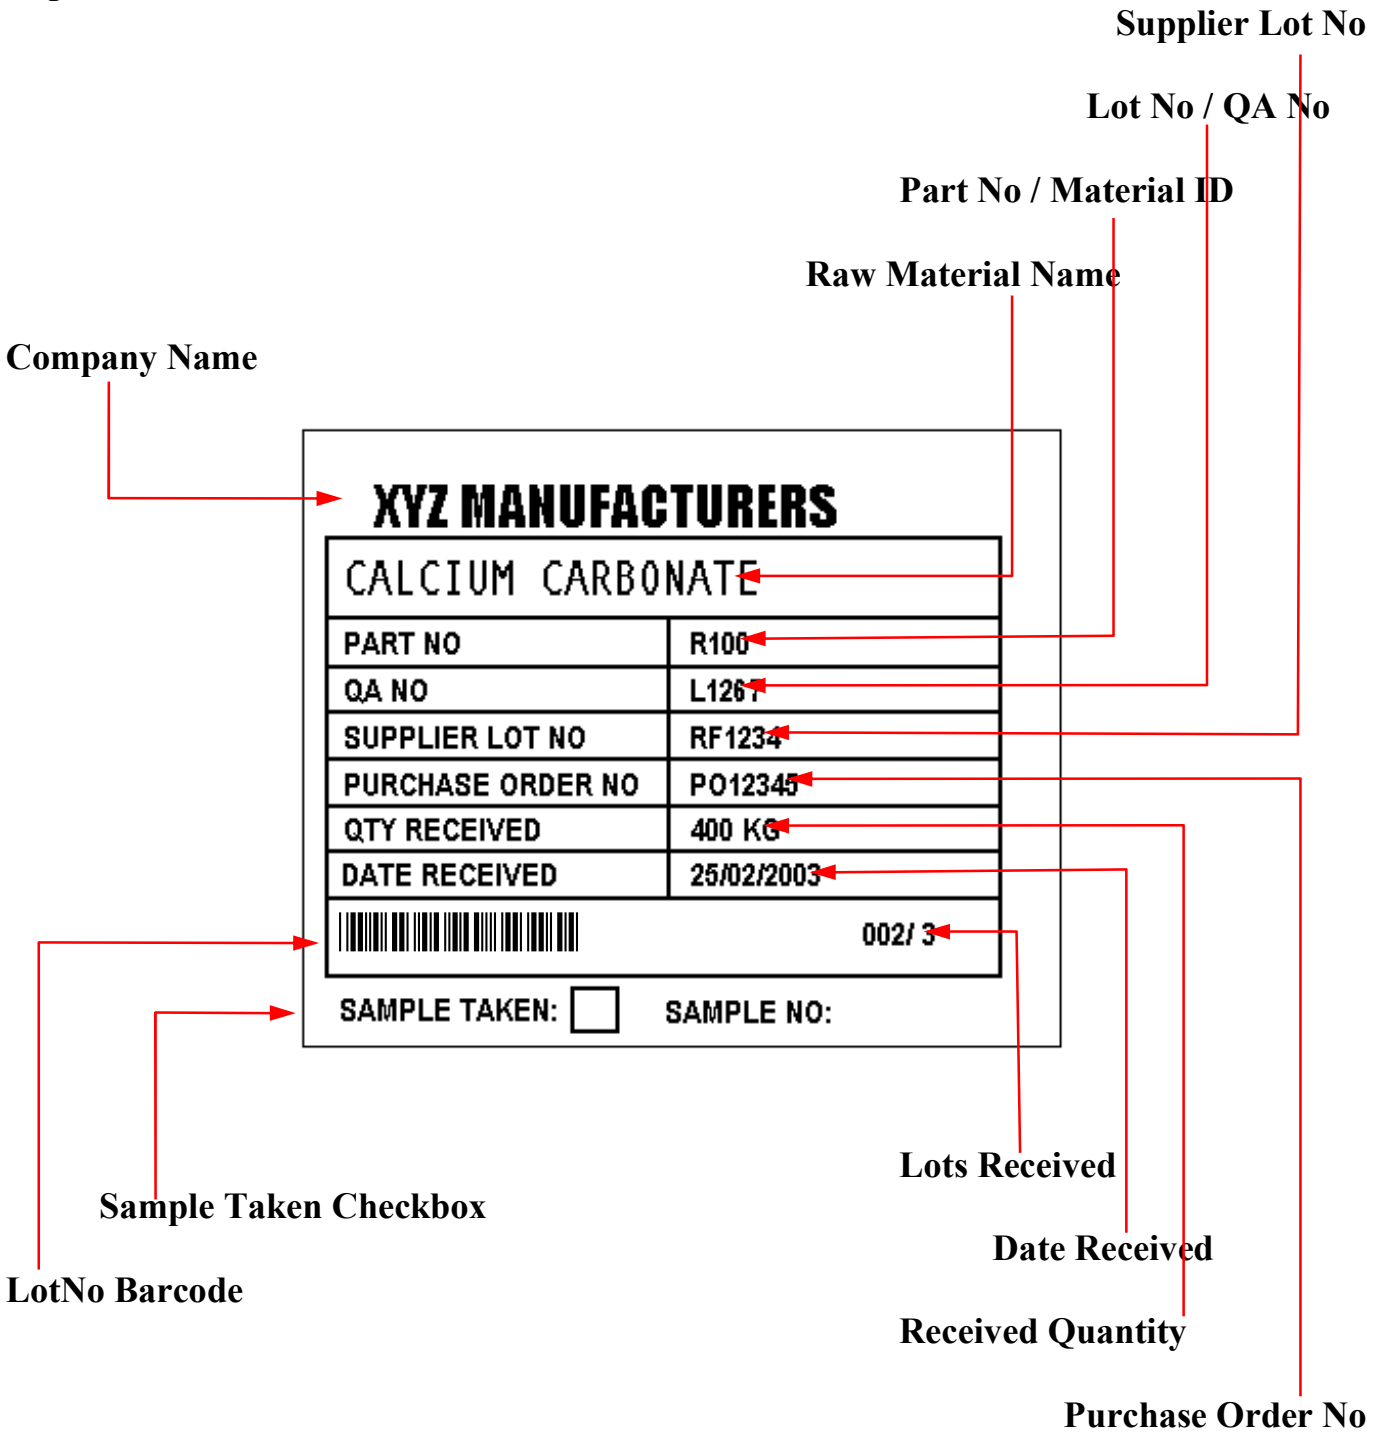 Supplier Lot No
Lot No / QA No
Part No / Material ID
Raw Material Name
Company Name
XYZ MANUFACTURERS
CALCIUM CARBONATE
PART NO R100
QA NO L1267
SUPPLIER LOT NO RF1234
PURCHASE ORDER NO PO12345
QTY RECEIVED 400 KG
DATE RECEIVED 25/02/2003
002/ 3
SAMPLE TAKEN: SAMPLE NO:
Lots Received
Sample Taken Checkbox
Date Received
LotNo Barcode
Received Quantity
Purchase Order No